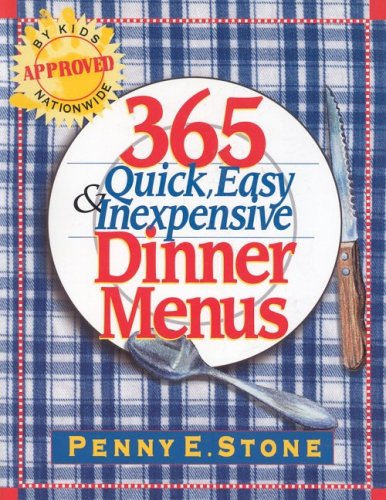 BY KIDS
APPROVED
NATIONWIDE
365
Quick, Easy
& Inexpensive
Dinner
Menus
PENNY E. STONE